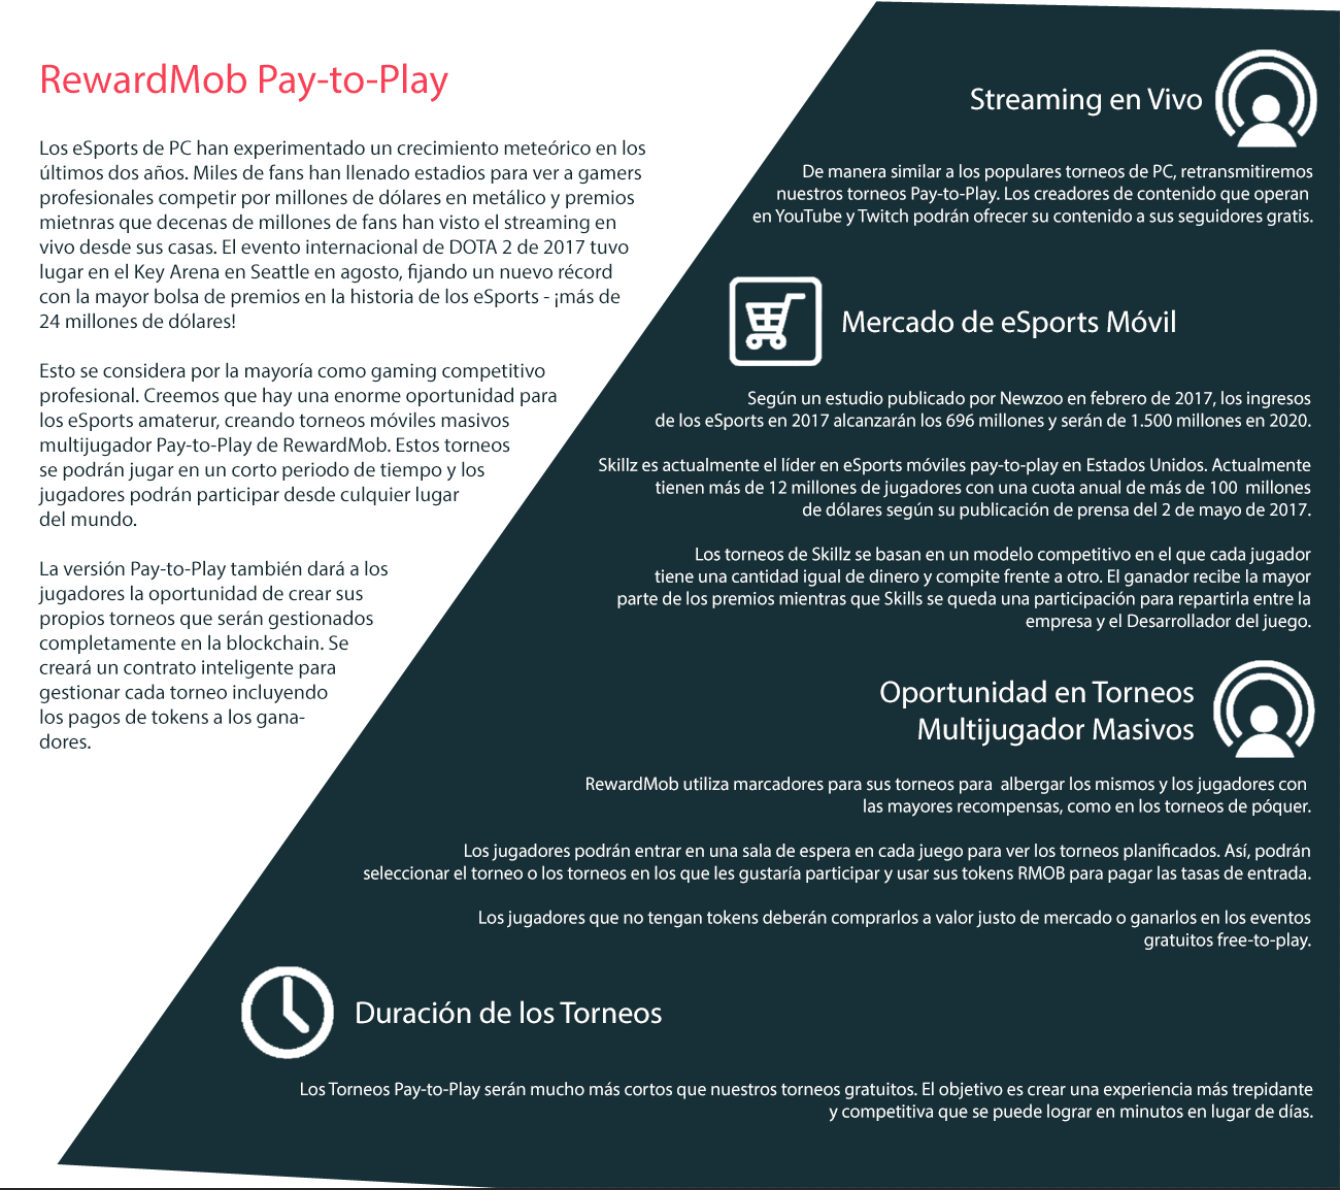 RewardMob Pay-to-Play
Los eSports de PC han experimentado un crecimiento meteórico en los
últimos dos años. Miles de fans han llenado estadios para ver a gamers
profesionales competir por millones de dólares en metálico y premios
mietnras que decenas de millones de fans han visto el streaming en
vivo desde sus casas. El evento internacional de DOTA 2 de 2017 tuvo
lugar en el Key Arena en Seattle en agosto, fijando un nuevo récord
con la mayor bolsa de premios en la historia de los eSports - ¡más de
24 millones de dólares!
Esto se considera por la mayoría como gaming competitivo
profesional. Creemos que hay una enorme oportunidad para
los eSports amaterur, creando torneos móviles masivos
multijugador Pay-to-Play de RewardMob. Estos torneos
se podrán jugar en un corto periodo de tiempo y los
jugadores podrán participar desde culquier lugar
del mundo.
La versión Pay-to-Play también dará a los
jugadores la oportunidad de crear sus
propios torneos que serán gestionados
completamente en la blockchain. Se
creará un contrato inteligente para
gestionar cada torneo incluyendo
los pagos de tokens a los gana-
dores.
Streaming en Vivo
De manera similar a los populares torneos de PC, retransmitiremos
nuestros torneos Pay-to-Play. Los creadores de contenido que operan
en YouTube y Twitch podrán ofrecer su contenido a sus seguidores gratis.
Mercado de eSports Móvil
Según un estudio publicado por Newzoo en febrero de 2017, los ingresos
de los eSports en 2017 alcanzarán los 696 millones y serán de 1.500 millones en 2020.
Skillz es actualmente el líder en eSports móviles pay-to-play en Estados Unidos. Actualmente
tienen más de 12 millones de jugadores con una cuota anual de más de 100 millones
de dólares según su publicación de prensa del 2 de mayo de 2017.
Los torneos de Skillz se basan en un modelo competitivo en el que cada jugador
tiene una cantidad igual de dinero y compite frente a otro. El ganador recibe la mayor
parte de los premios mientras que Skills se queda una participación para repartirla entre la
empresa y el Desarrollador del juego.
Oportunidad en Torneos
Multijugador Masivos
RewardMob utiliza marcadores para sus torneos para albergar los mismos y los jugadores con
las mayores recompensas, como en los torneos de póquer.
Los jugadores podrán entrar en una sala de espera en cada juego para ver los torneos planificados. Así, podrán
seleccionar el torneo o los torneos en los que les gustaría participar y usar sus tokens RMOB para pagar las tasas de entrada.
Los jugadores que no tengan tokens deberán comprarlos a valor justo de mercado o ganarlos en los eventos
gratuitos free-to-play.
Duración de los Torneos
Los Torneos Pay-to-Play serán mucho más cortos que nuestros torneos gratuitos. El objetivo es crear una experiencia más trepidante
y competitiva que se puede lograr en minutos en lugar de días.